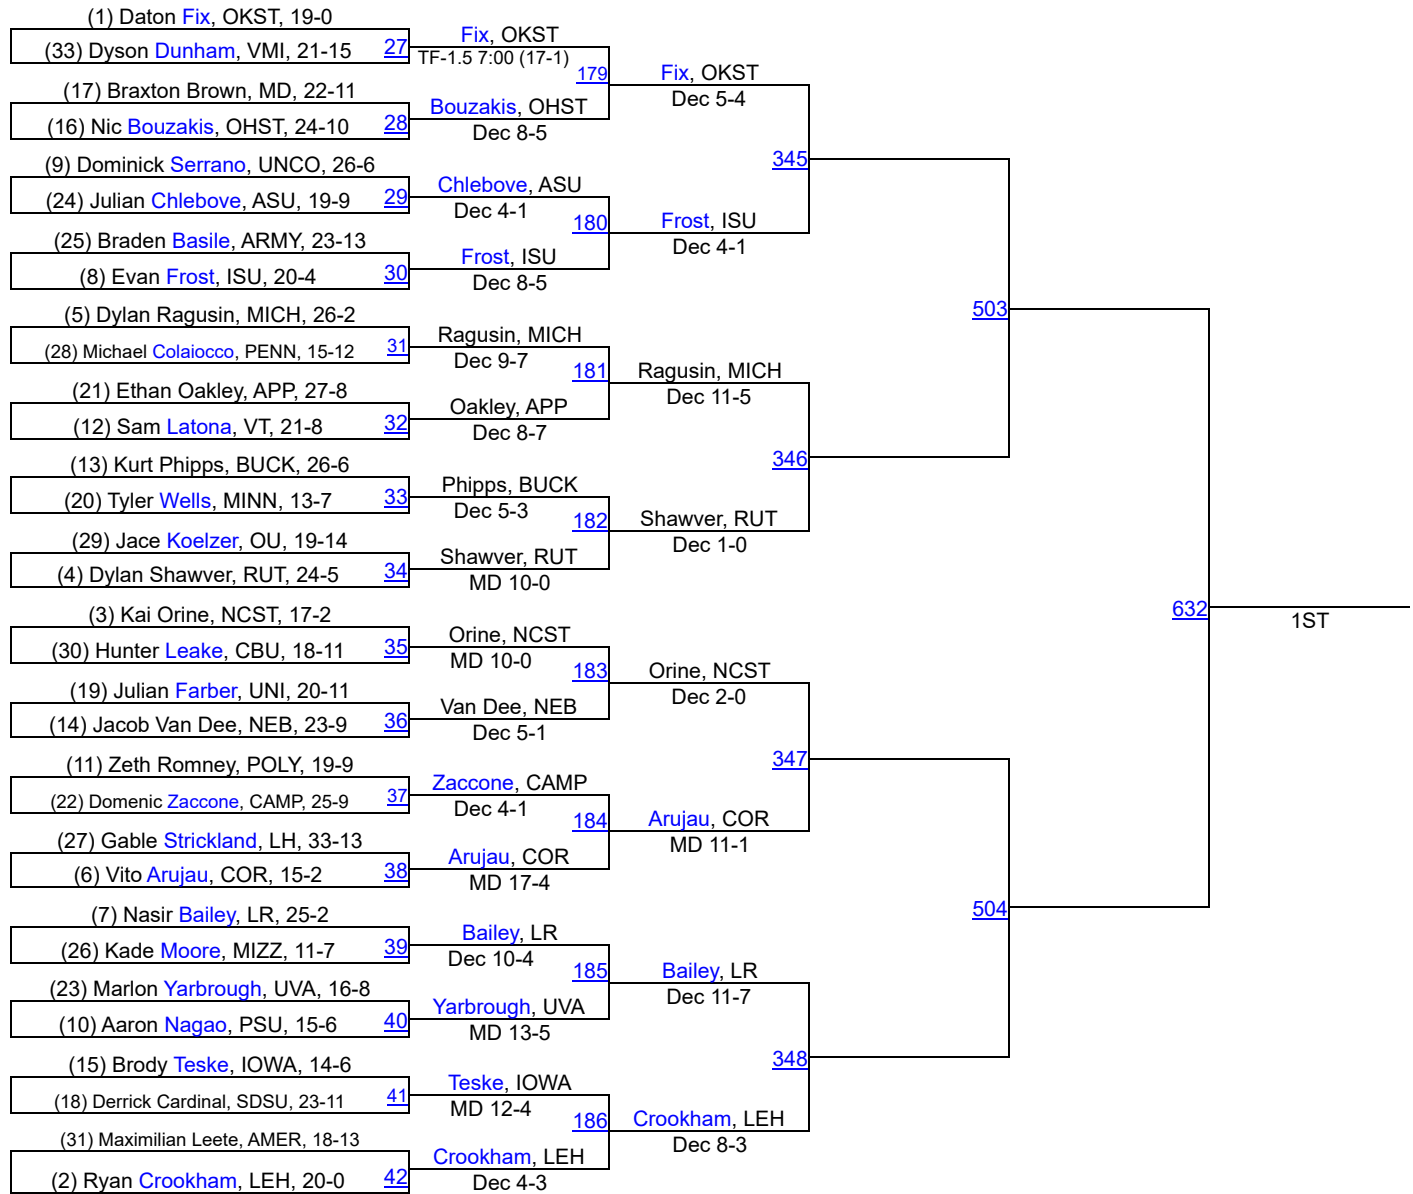 (1) Daton Fix, OKST, 19-0
(33) Dyson Dunham, VMI, 21-15
27
(17) Braxton Brown, MD, 22-11
(16) Nic Bouzakis, OHST, 24-10
28
(9) Dominick Serrano, UNCO, 26-6
(24) Julian Chlebove, ASU, 19-9
29
(25) Braden Basile, ARMY, 23-13
(8) Evan Frost, ISU, 20-4
30
(5) Dylan Ragusin, MICH, 26-2
(28) Michael Colaiocco, PENN, 15-12
31
(21) Ethan Oakley, APP, 27-8
(12) Sam Latona, VT, 21-8
32
(13) Kurt Phipps, BUCK, 26-6
(20) Tyler Wells, MINN, 13-7
33
(29) Jace Koelzer, OU, 19-14
(4) Dylan Shawver, RUT, 24-5
34
(3) Kai Orine, NCST, 17-2
(30) Hunter Leake, CBU, 18-11
35
(19) Julian Farber, UNI, 20-11
(14) Jacob Van Dee, NEB, 23-9
36
(11) Zeth Romney, POLY, 19-9
(22) Domenic Zaccone, CAMP, 25-9
37
(27) Gable Strickland, LH, 33-13
(6) Vito Arujau, COR, 15-2
38
(7) Nasir Bailey, LR, 25-2
(26) Kade Moore, MIZZ, 11-7
39
(23) Marlon Yarbrough, UVA, 16-8
(10) Aaron Nagao, PSU, 15-6
40
(15) Brody Teske, IOWA, 14-6
(18) Derrick Cardinal, SDSU, 23-11
41
(31) Maximilian Leete, AMER, 18-13
(2) Ryan Crookham, LEH, 20-0
42
Fix, OKST
TF-1.5 7:00 (17-1)
179
Bouzakis, OHST
Dec 8-5
Chlebove, ASU
Dec 4-1
180
Frost, ISU
Dec 8-5
Ragusin, MICH
Dec 9-7
181
Oakley, APP
Dec 8-7
Phipps, BUCK
Dec 5-3
182
Shawver, RUT
MD 10-0
Orine, NCST
MD 10-0
183
Van Dee, NEB
Dec 5-1
Zaccone, CAMP
Dec 4-1
184
Arujau, COR
MD 17-4
Bailey, LR
Dec 10-4
185
Yarbrough, UVA
MD 13-5
Teske, IOWA
MD 12-4
186
Crookham, LEH
Dec 4-3
Fix, OKST
Dec 5-4
345
Frost, ISU
Dec 4-1
Ragusin, MICH
Dec 11-5
346
Shawver, RUT
Dec 1-0
Orine, NCST
Dec 2-0
347
Arujau, COR
MD 11-1
Bailey, LR
Dec 11-7
348
Crookham, LEH
Dec 8-3
503
504
632
1ST